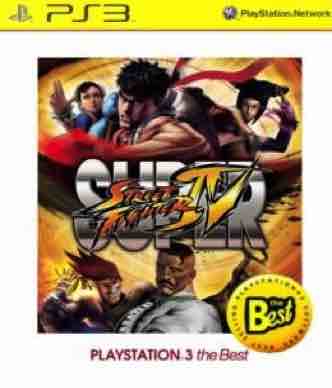 PS3
PlayStation Network
SUPER
STREET
FIGHTER IV
the
Best
PLAYSTATION 3 the Best